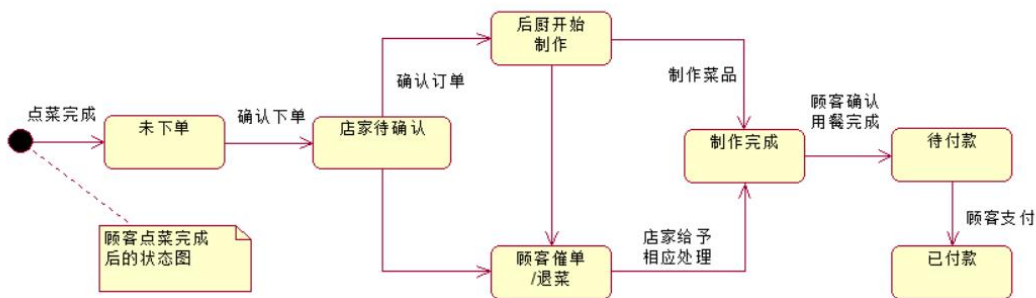 点菜完成
未下单
确认下单
店家待确认
确认订单
后厨开始
制作
制作菜品
制作完成
顾客确认
用餐完成
待付款
顾客支付
已付款
顾客催单
/退菜
店家给予
相应处理
顾客点菜完成
后的状态图